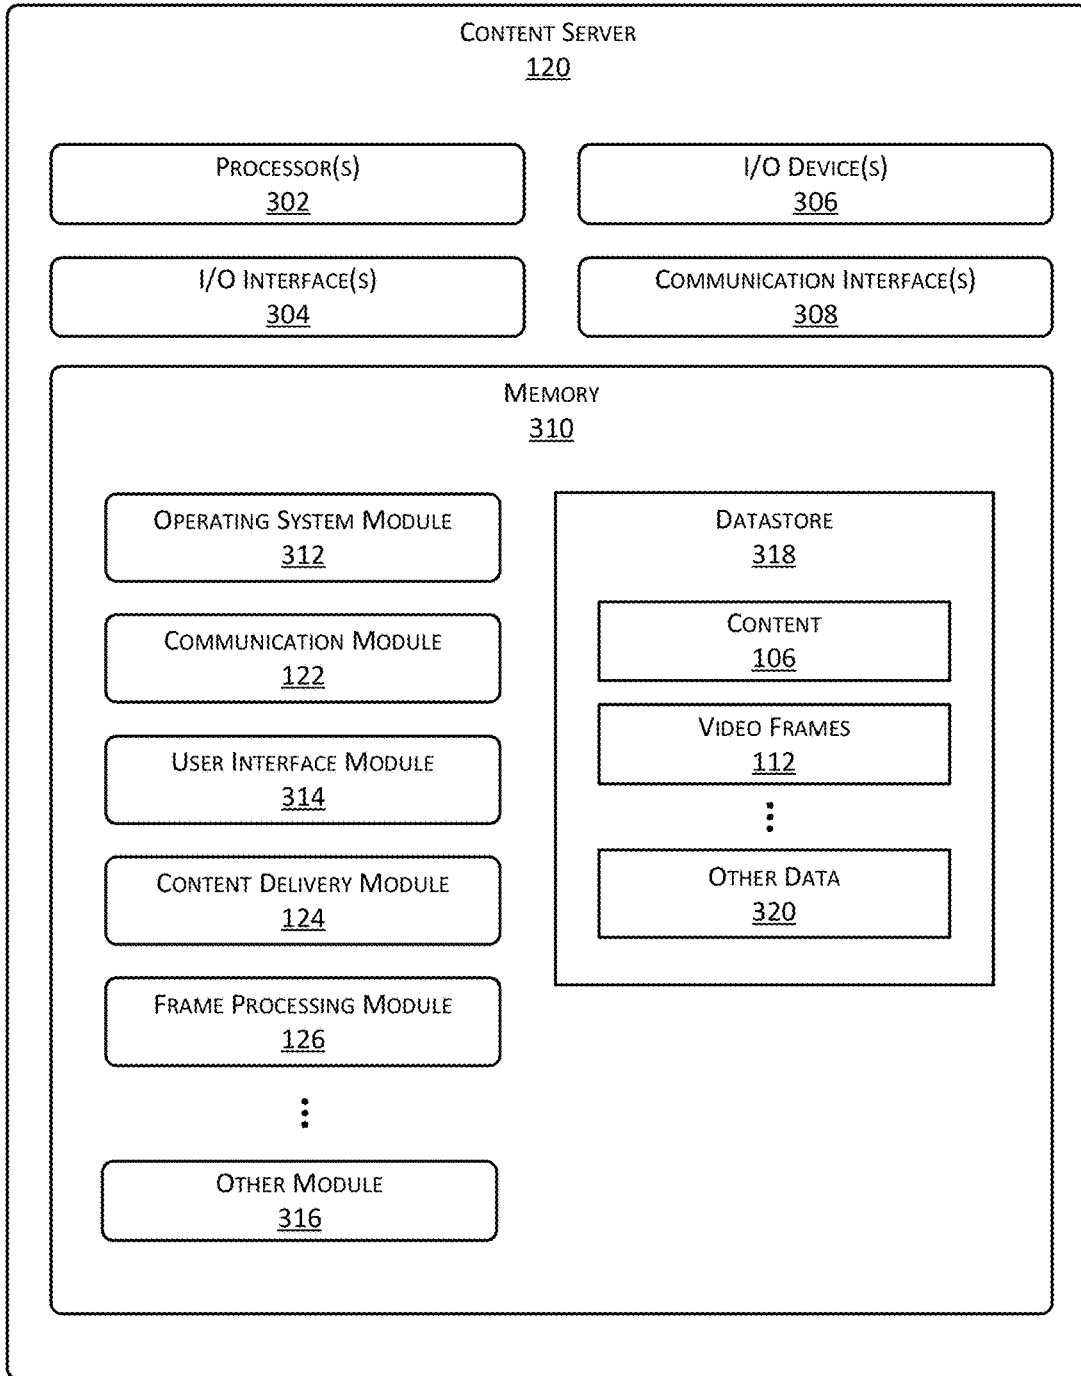 CONTENT SERVER
120
PROCESSOR(S)
302
I/O DEVICE(S)
306
I/O INTERFACE(S)
304
COMMUNICATION INTERFACE(S)
308
MEMORY
310
OPERATING SYSTEM MODULE
312
COMMUNICATION MODULE
122
USER INTERFACE MODULE
314
CONTENT DELIVERY MODULE
124
FRAME PROCESSING MODULE
126
OTHER MODULE
316
DATASTORE
318
CONTENT
106
VIDEO FRAMES
112
OTHER DATA
320